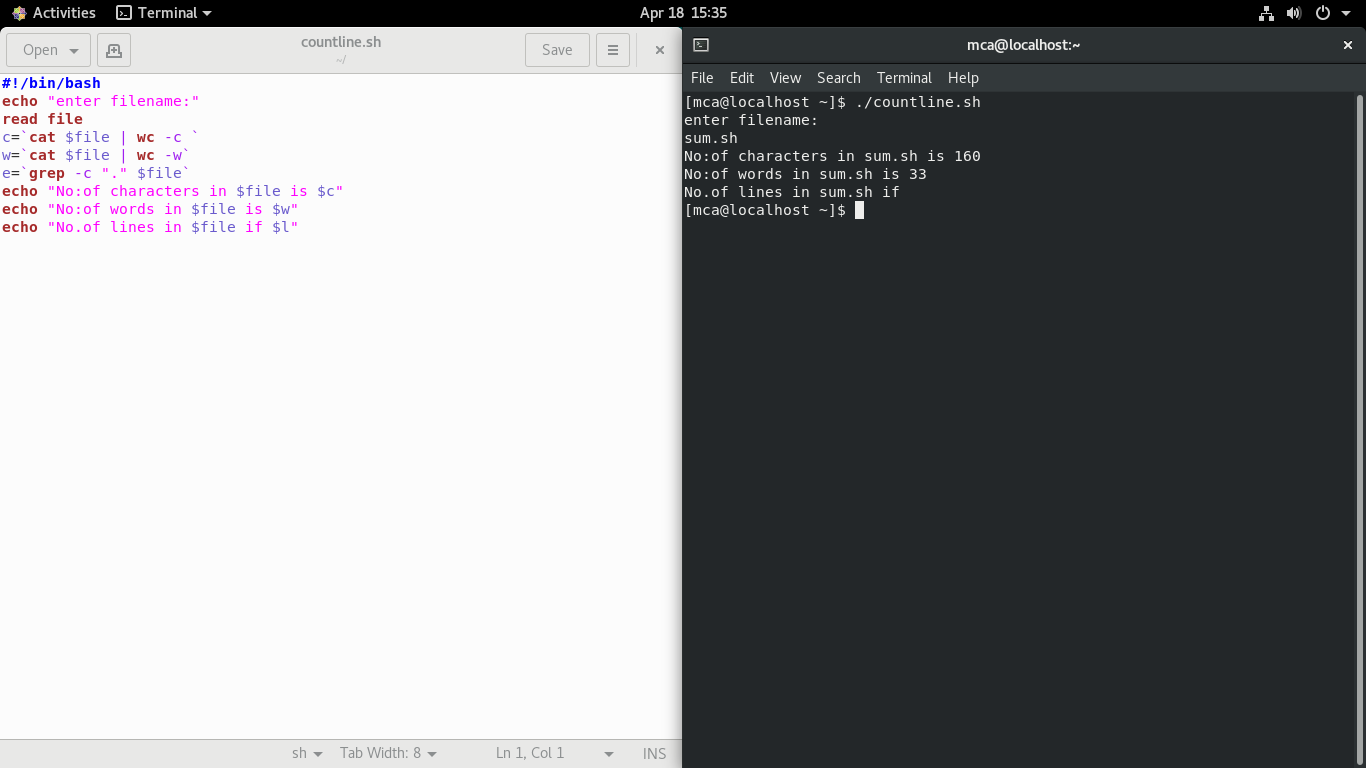 Activities Terminal Apr 18 15:35
Open countline.sh Save
~/
#!/bin/bash
echo "enter filename:"
read file
c=`cat $file | wc -c `
w=`cat $file | wc -w`
e=`grep -c "." $file`
echo "No:of characters in $file is $c"
echo "No:of words in $file is $w"
echo "No.of lines in $file if $l"
sh Tab Width: 8 Ln 1, Col 1 INS
mca@localhost:~
File Edit View Search Terminal Help
[mca@localhost ~]$ ./countline.sh
enter filename:
sum.sh
No:of characters in sum.sh is 160
No:of words in sum.sh is 33
No.of lines in sum.sh if
[mca@localhost ~]$